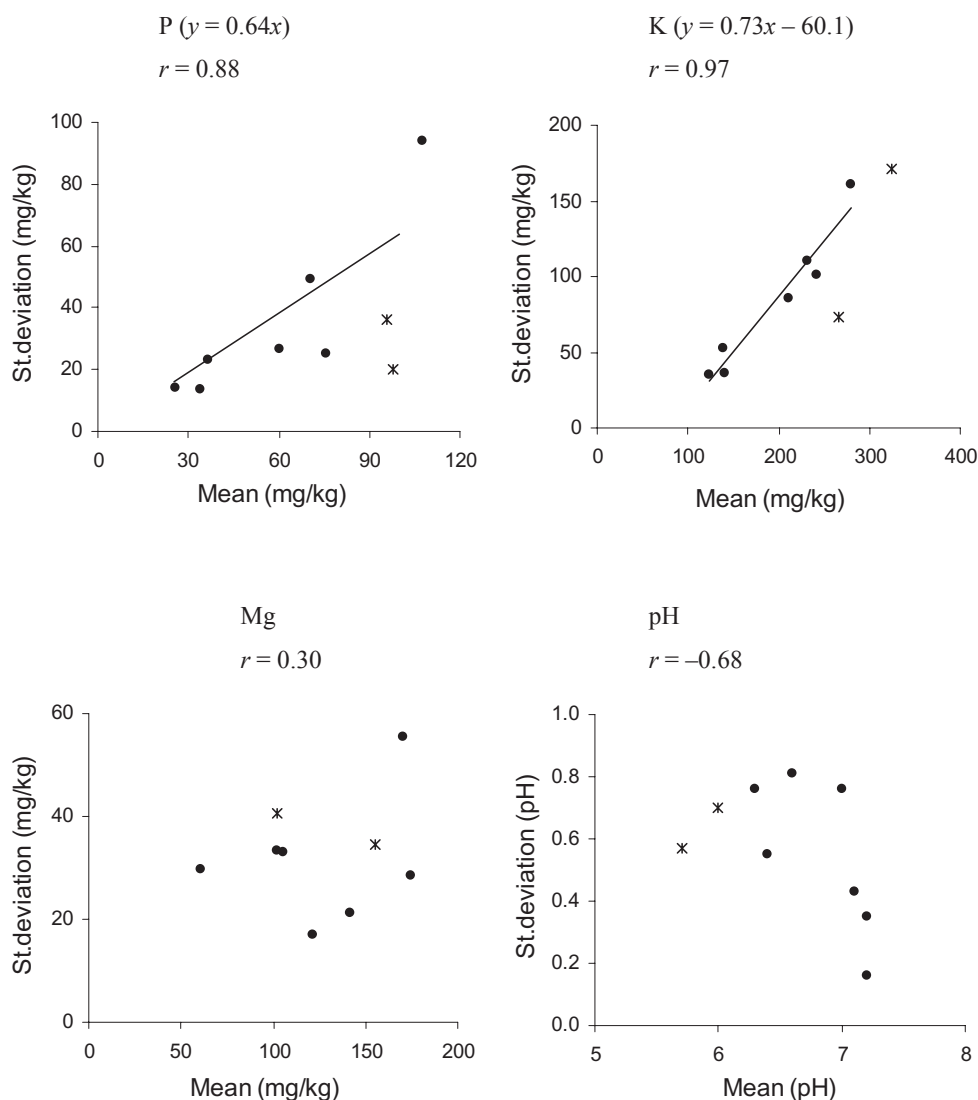 P (y = 0.64x)
r = 0.88
St.deviation (mg/kg)
100
80
60
40
20
0
0 30 60 90 120
Mean (mg/kg)
K (y = 0.73x – 60.1)
r = 0.97
St.deviation (mg/kg)
200
150
100
50
0
0 100 200 300 400
Mean (mg/kg)
Mg
r = 0.30
St.deviation (mg/kg)
60
40
20
0
0 50 100 150 200
Mean (mg/kg)
pH
r = –0.68
St.deviation (pH)
1.0
0.8
0.6
0.4
0.2
0.0
5 6 7 8
Mean (pH)